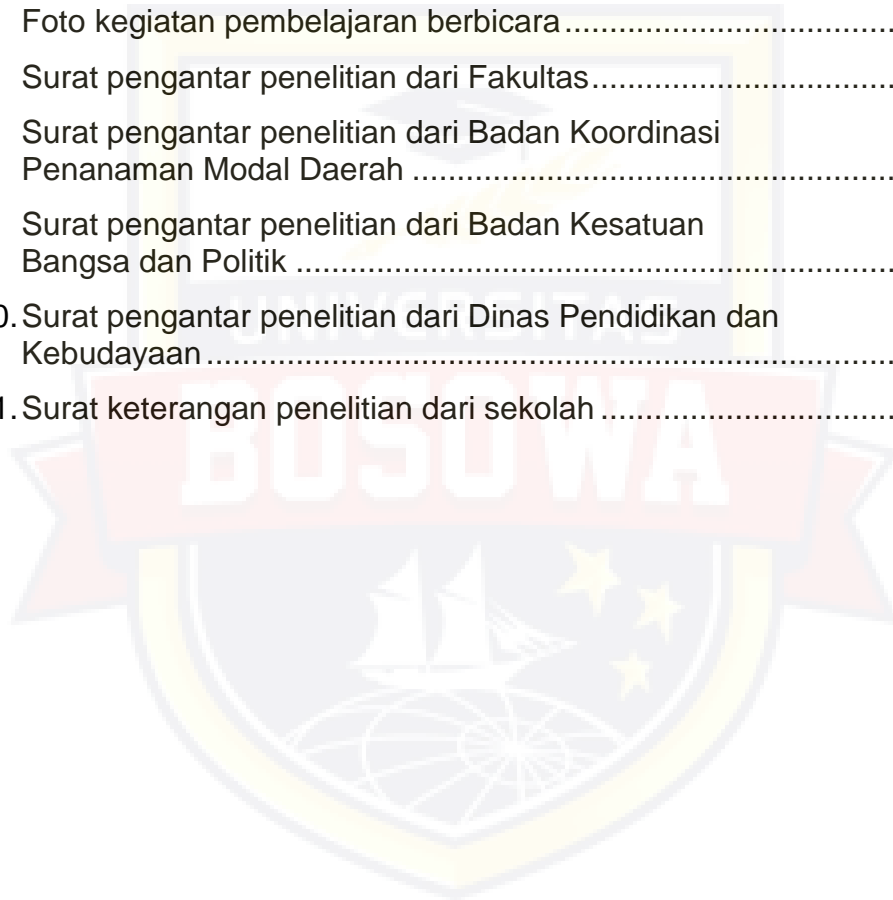 Foto kegiatan pembelajaran berbicara........................................
Surat pengantar penelitian dari Fakultas.....................................
Surat pengantar penelitian dari Badan Koordinasi
Penanaman Modal Daerah ..........................................................
Surat pengantar penelitian dari Badan Kesatuan
Bangsa dan Politik ........................................................................
0. Surat pengantar penelitian dari Dinas Pendidikan dan
Kebudayaan..................................................................................
1. Surat keterangan penelitian dari sekolah ...................................
UNIVERSITAS
BOSOWA